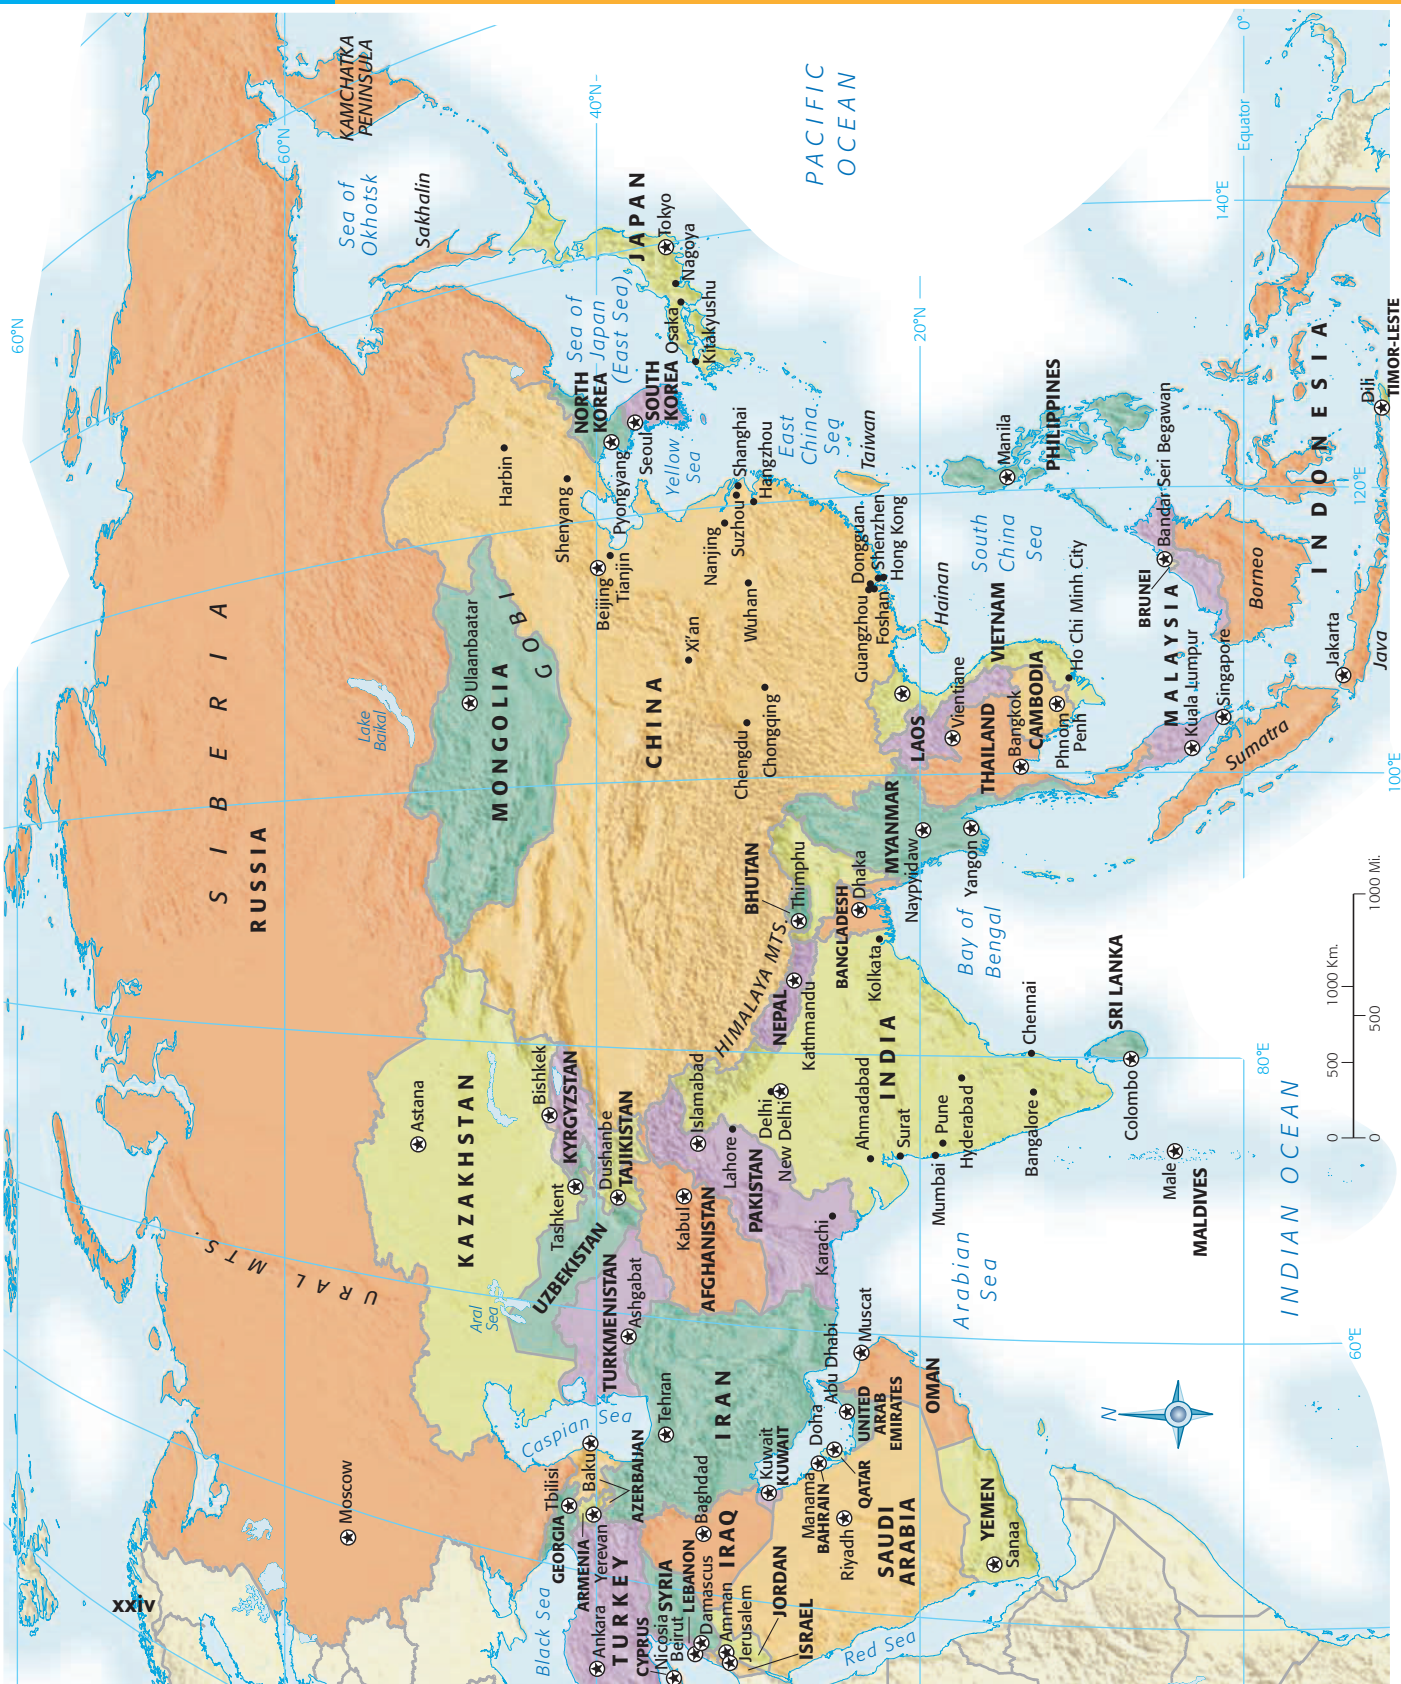 xxiv
60°N
60°N
40°N
20°N
0°
Equator
140°E
120°E
100°E
80°E
60°E
KAMCHATKA
PENINSULA
Sea of
Okhotsk
Sakhalin
PACIFIC
OCEAN
SIBERIA
RUSSIA
URAL MTS.
Moscow
Lake
Baikal
JAPAN
Tokyo
Nagoya
Osaka
Kitakyushu
Sea of
Japan
(East Sea)
NORTH
KOREA
Pyongyang
SOUTH
KOREA
Seoul
Yellow
Sea
East
China
Sea
MONGOLIA
Ulaanbaatar
GOBI
CHINA
Harbin
Shenyang
Beijing
Tianjin
Nanjing
Suzhou
Shanghai
Hangzhou
Wuhan
Xi'an
Chengdu
Chongqing
Guangzhou
Dongguan
Foshan
Shenzhen
Hong Kong
Taiwan
Hainan
South
China
Sea
PHILIPPINES
Manila
VIETNAM
Ho Chi Minh City
LAOS
Vientiane
THAILAND
Bangkok
CAMBODIA
Phnom
Penh
MYANMAR
Naypyidaw
Yangon
BRUNEI
Bandar Seri Begawan
MALAYSIA
Kuala Lumpur
Singapore
Borneo
Sumatra
INDONESIA
Jakarta
Java
Dili
TIMOR-LESTE
KAZAKHSTAN
Astana
Aral
Sea
KYRGYZSTAN
Bishkek
Tashkent
UZBEKISTAN
Dushanbe
TAJIKISTAN
TURKMENISTAN
Ashgabat
AFGHANISTAN
Kabul
PAKISTAN
Islamabad
Lahore
Karachi
HIMALAYA MTS.
NEPAL
Kathmandu
BHUTAN
Thimphu
BANGLADESH
Dhaka
INDIA
Delhi
New Delhi
Kolkata
Ahmadabad
Surat
Mumbai
Pune
Hyderabad
Bangalore
Chennai
Bay of
Bengal
SRI LANKA
Colombo
Male
MALDIVES
Arabian
Sea
INDIAN OCEAN
Caspian Sea
Black Sea
GEORGIA
Tbilisi
ARMENIA
Yerevan
Baku
AZERBAIJAN
TURKEY
Ankara
CYPRUS
Nicosia
SYRIA
Damascus
LEBANON
Beirut
Amman
Jerusalem
JORDAN
ISRAEL
IRAQ
Baghdad
IRAN
Tehran
Kuwait
KUWAIT
Manama
BAHRAIN
Doha
QATAR
Abu Dhabi
UNITED
ARAB
EMIRATES
Muscat
OMAN
Riyadh
SAUDI
ARABIA
YEMEN
Sanaa
Red Sea
N
0 500 1000 Km.
0 500 1000 Mi.